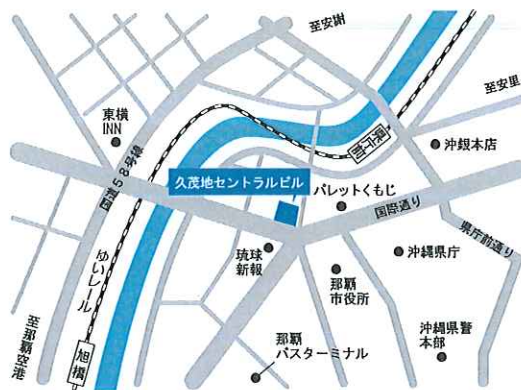 至安謝
至安里
東横
INN
国道58号線
県庁前
沖銀本店
久茂地セントラルビル
パレットくもじ
国際通り
県庁前通り
ゆいレール
琉球
新報
沖縄県庁
那覇
市役所
至那覇空港
旭橋
那覇
バスターミナル
沖縄県警
本部